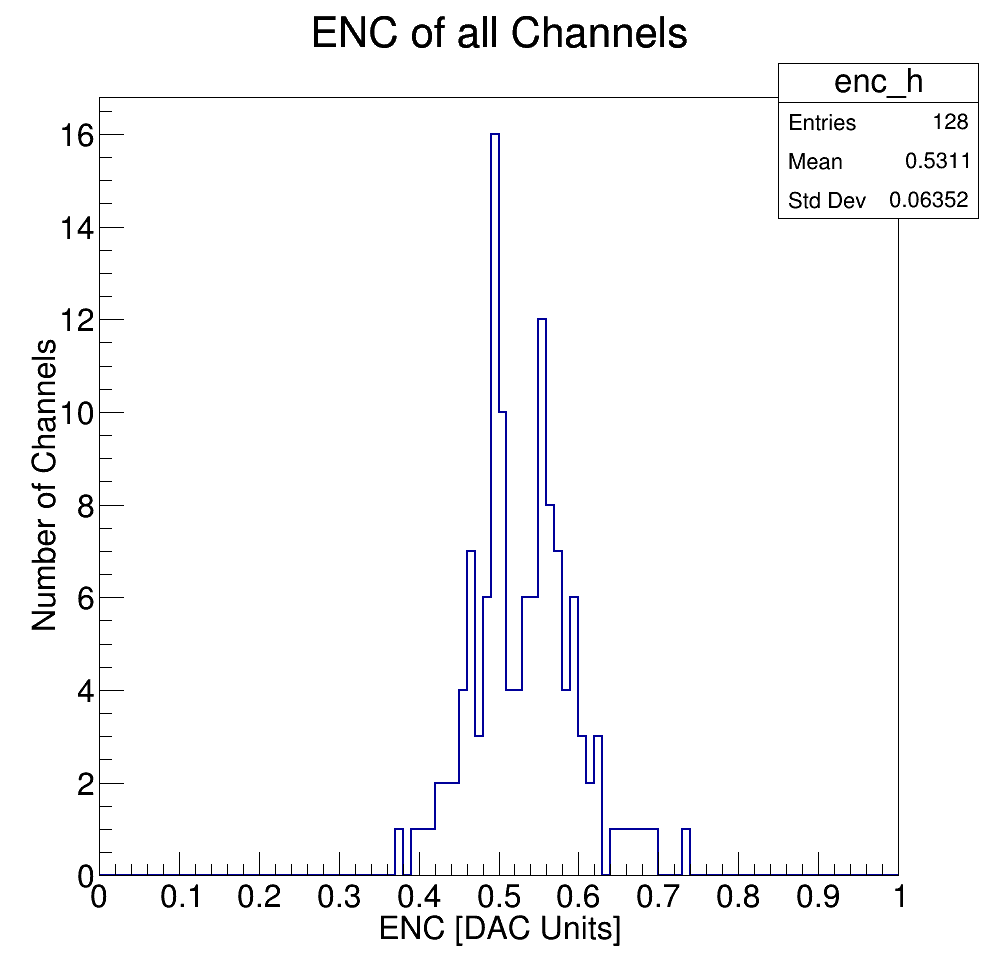 ENC of all Channels
enc_h
Entries 128
Mean 0.5311
Std Dev 0.06352
Number of Channels
16
14
12
10
8
6
4
2
0
0 0.1 0.2 0.3 0.4 0.5 0.6 0.7 0.8 0.9 1
ENC [DAC Units]